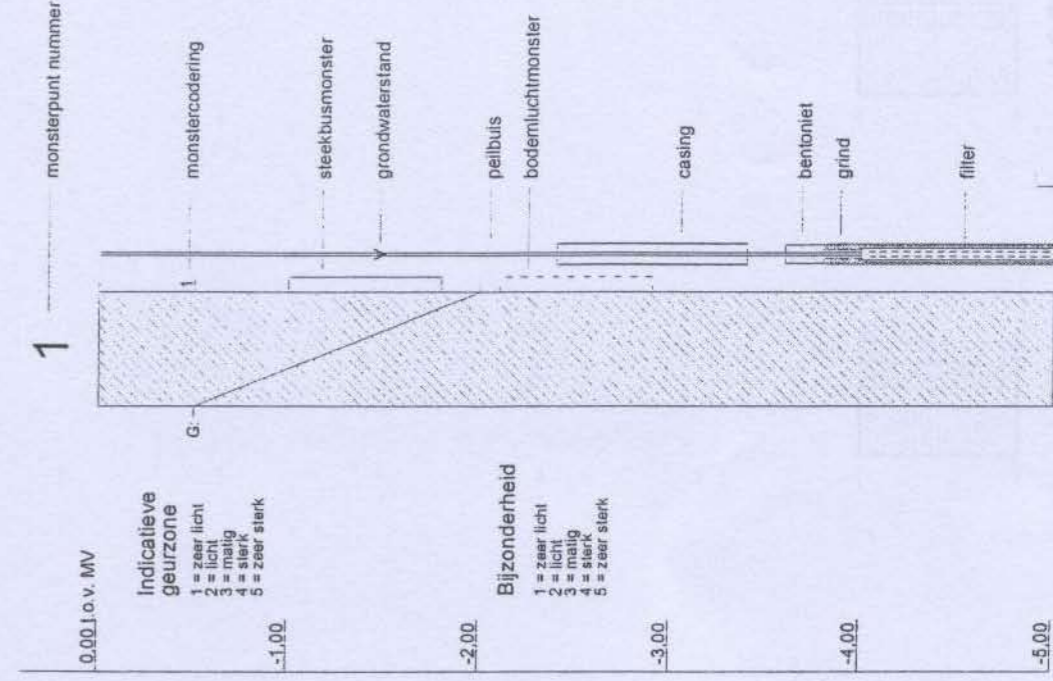 1
monsterpunt nummer
0.00 t.o.v. MV
Indicatieve
geurzone
1 = zeer licht
2 = licht
3 = matig
4 = sterk
5 = zeer sterk
G:
1
monstercodering
-1.00
steekbusmonster
grondwaterstand
-2.00
peilbuis
Bijzonderheid
1 = zeer licht
2 = licht
3 = matig
4 = sterk
5 = zeer sterk
bodemluchtmonster
-3.00
casing
bentoniet
-4.00
grind
filter
-5.00